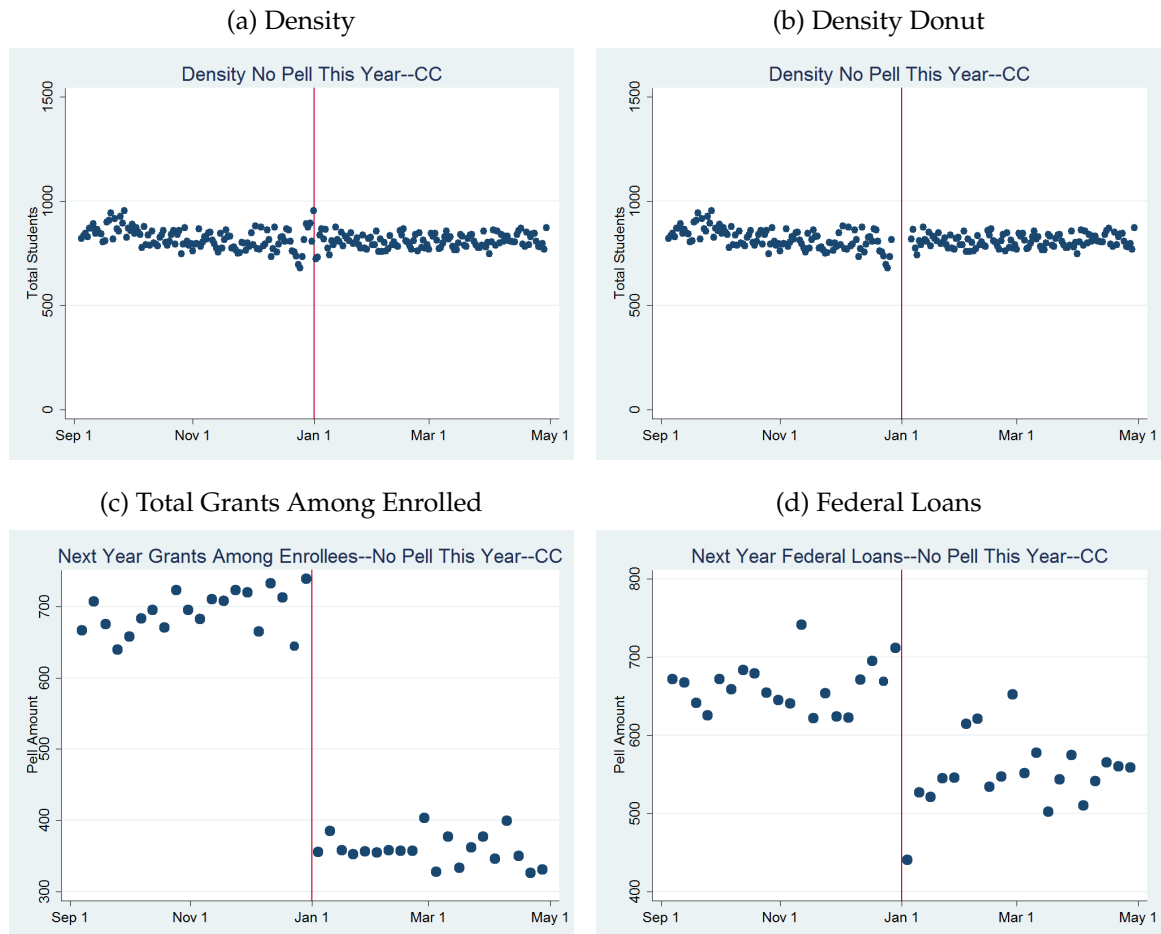 (a) Density
Density No Pell This Year--CC
Total Students
1500
1000
500
0
Sep 1
Nov 1
Jan 1
Mar 1
May 1
(b) Density Donut
Density No Pell This Year--CC
Total Students
1500
1000
500
0
Sep 1
Nov 1
Jan 1
Mar 1
May 1
(c) Total Grants Among Enrolled
Next Year Grants Among Enrollees--No Pell This Year--CC
Pell Amount
700
600
500
400
300
Sep 1
Nov 1
Jan 1
Mar 1
May 1
(d) Federal Loans
Next Year Federal Loans--No Pell This Year--CC
Pell Amount
800
700
600
500
400
Sep 1
Nov 1
Jan 1
Mar 1
May 1